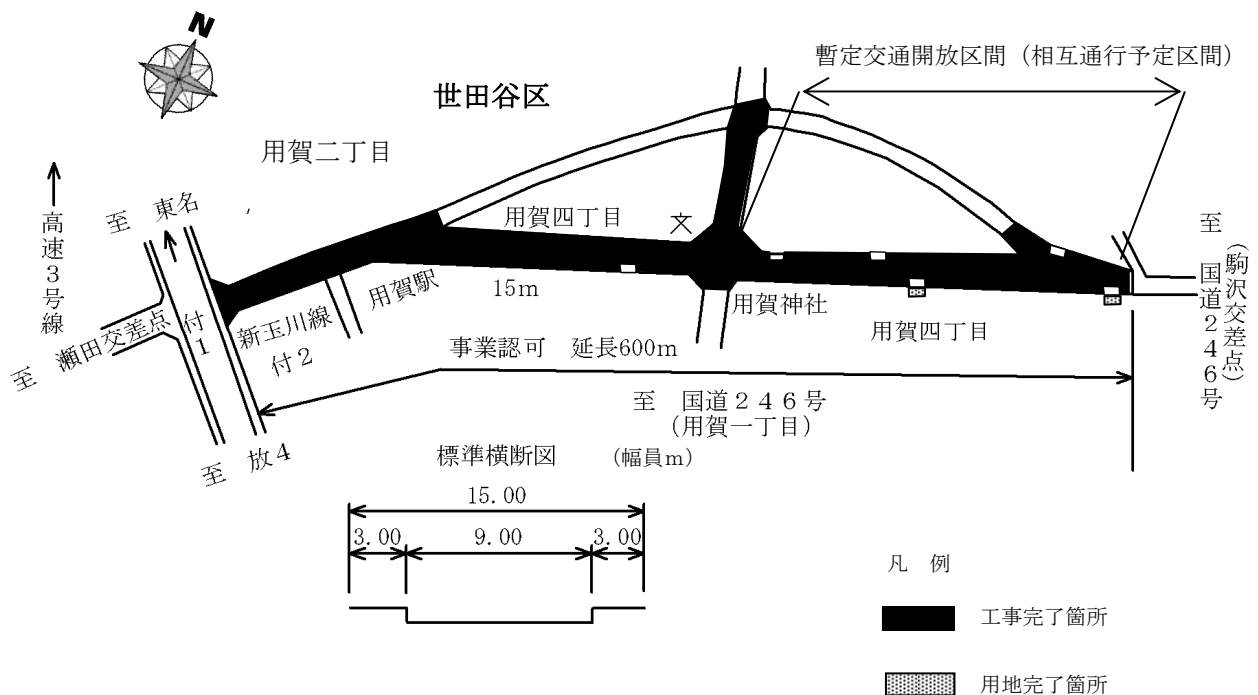 N
暫定交通開放区間（相互通行予定区間）
世田谷区
用賀二丁目
高速３号線
至 東名
用賀四丁目
文
至 国道２４６号
（駒沢交差点）
用賀駅
15m
用賀神社
用賀四丁目
新玉川線
至 瀬田交差点
付１
付２
事業認可 延長600m
至 国道２４６号
（用賀一丁目）
至 放４
標準横断図 （幅員m）
15.00
3.00 9.00 3.00
凡 例
工事完了箇所
用地完了箇所